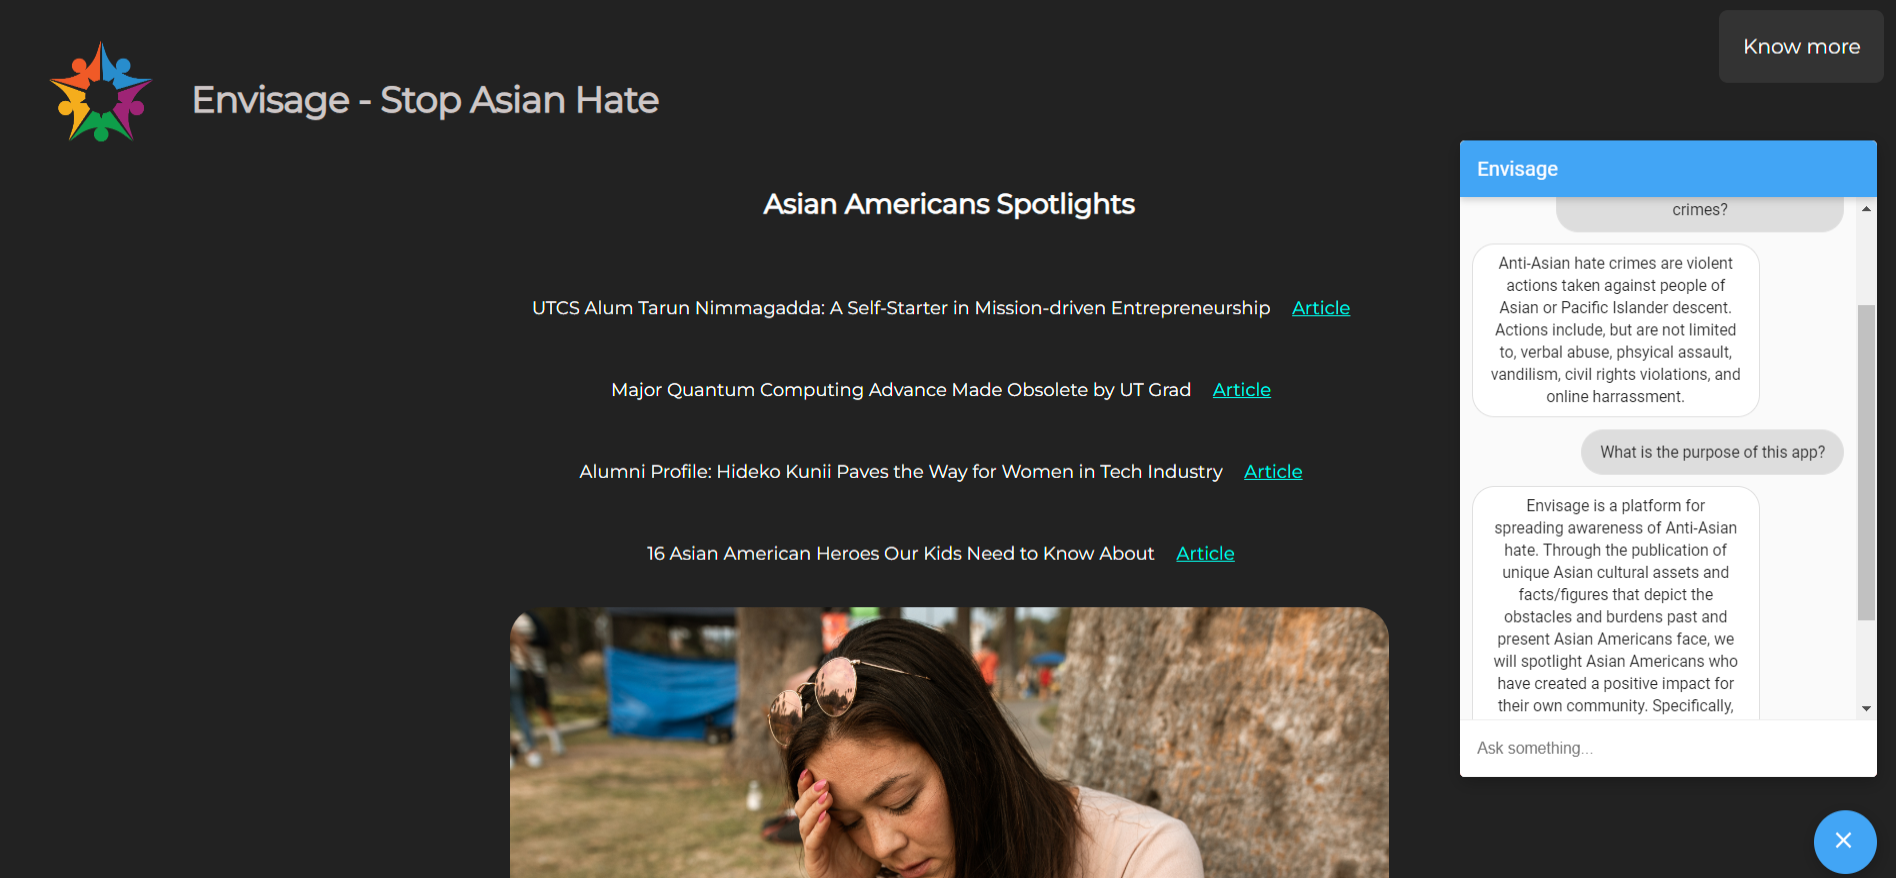 Know more
Envisage - Stop Asian Hate
Asian Americans Spotlights
UTCS Alum Tarun Nimmagadda: A Self-Starter in Mission-driven Entrepreneurship Article
Major Quantum Computing Advance Made Obsolete by UT Grad Article
Alumni Profile: Hideko Kunii Paves the Way for Women in Tech Industry Article
16 Asian American Heroes Our Kids Need to Know About Article
Envisage
crimes?
Anti-Asian hate crimes are violent
actions taken against people of
Asian or Pacific Islander descent.
Actions include, but are not limited
to, verbal abuse, phsyical assault,
vandilism, civil rights violations, and
online harrassment.
What is the purpose of this app?
Envisage is a platform for
spreading awareness of Anti-Asian
hate. Through the publication of
unique Asian cultural assets and
facts/figures that depict the
obstacles and burdens past and
present Asian Americans face, we
will spotlight Asian Americans who
have created a positive impact for
their own community. Specifically,
Ask something...